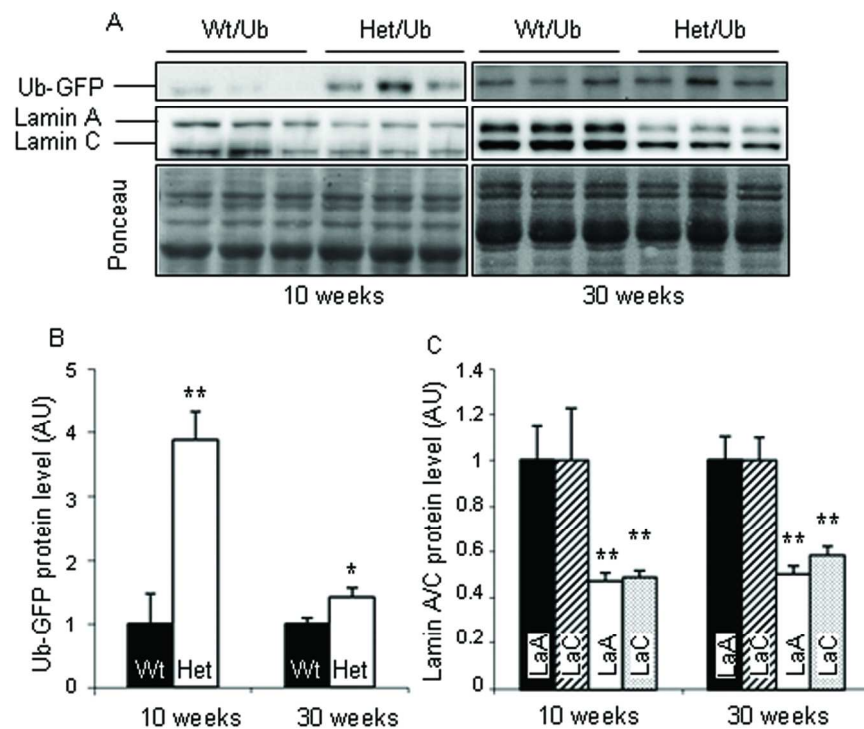 A
Wt/Ub Het/Ub Wt/Ub Het/Ub
Ub-GFP
Lamin A
Lamin C
Ponceau
10 weeks 30 weeks
B
Ub-GFP protein level (AU)
5
4
3
2
1
0
**
*
Wt Het Wt Het
10 weeks 30 weeks
C
Lamin A/C protein level (AU)
1.4
1.2
1
0.8
0.6
0.4
0.2
0
** ** ** **
LaA LaC LaA LaC LaA LaC LaA LaC
10 weeks 30 weeks